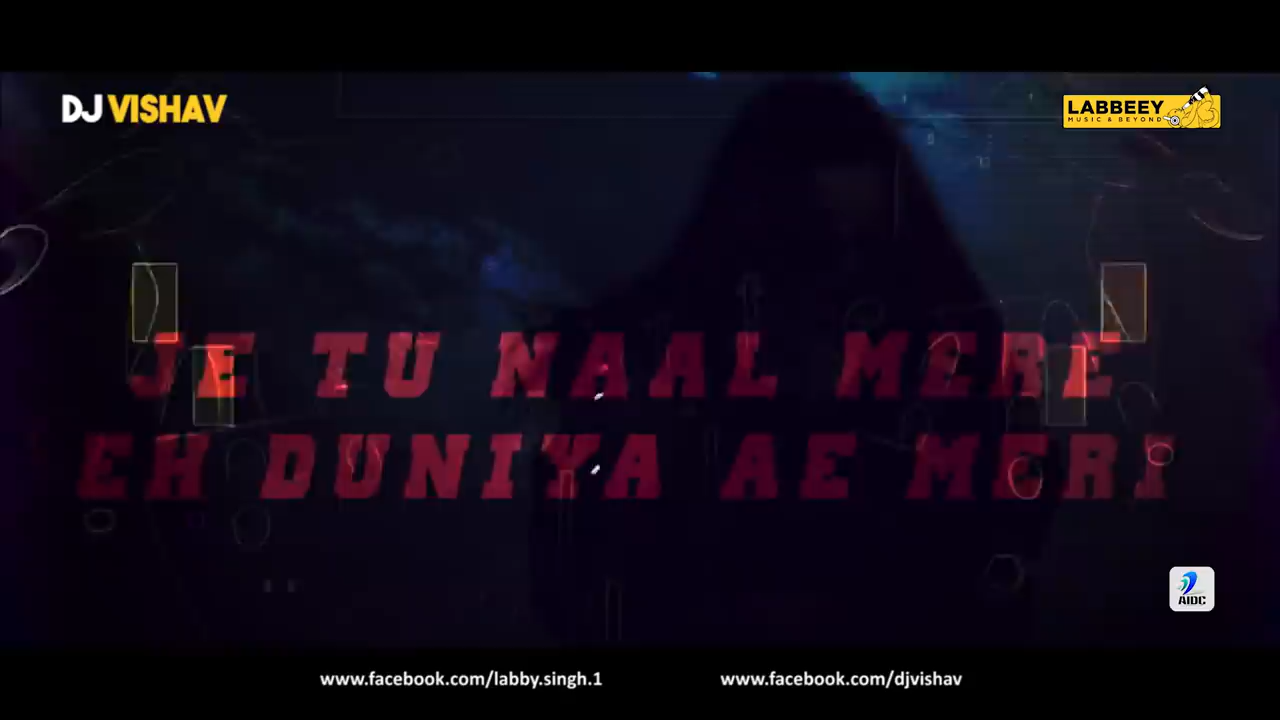 DJ VISHAV
LABBEEY
MUSIC & BEYOND
JE TU NAAL MERE
EH DUNIYA AE MERI
AIDC
www.facebook.com/labby.singh.1
www.facebook.com/djvishav